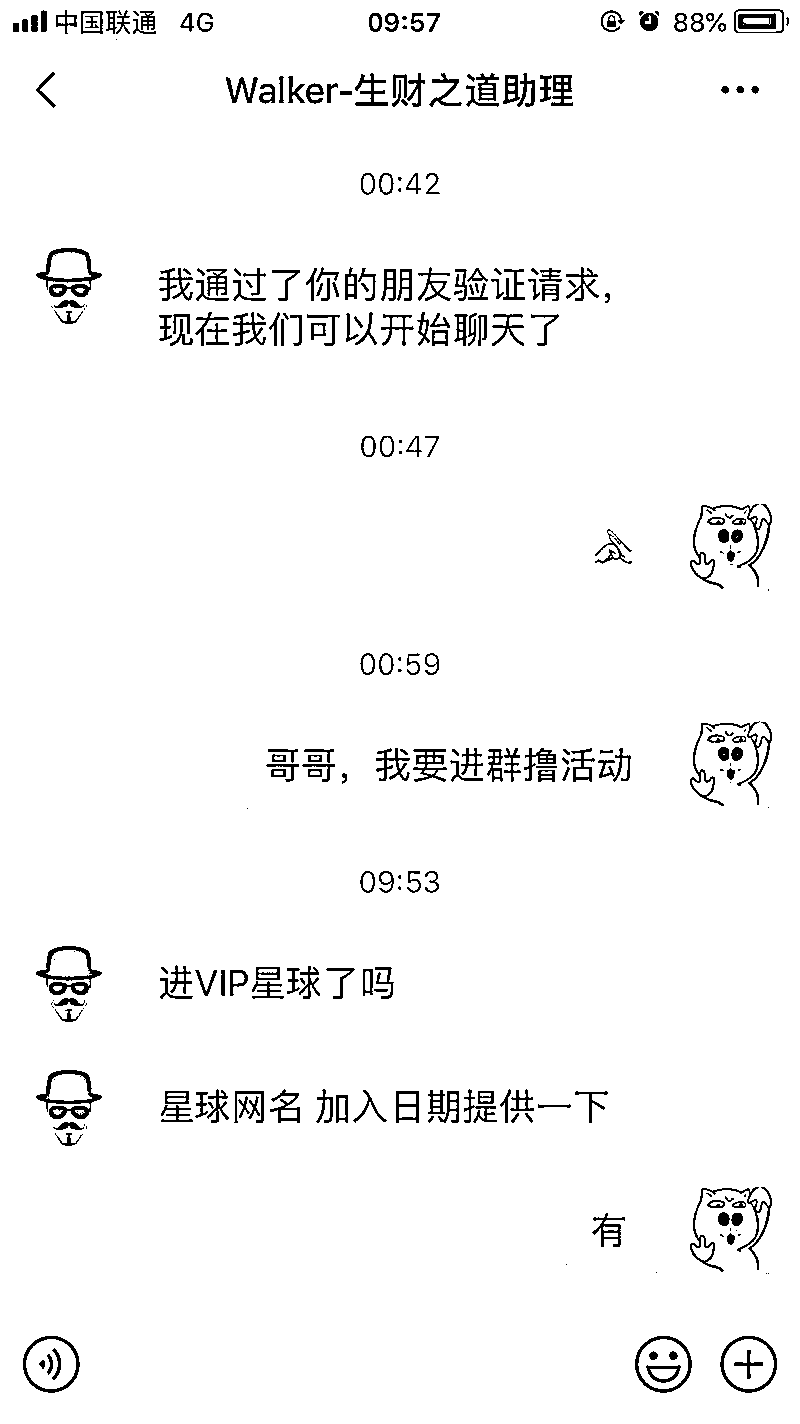 中国联通 4G 09:57 88%
Walker-生财之道助理
00:42
我通过了你的朋友验证请求，
现在我们可以开始聊天了
00:47
00:59
哥哥，我要进群撸活动
09:53
进VIP星球了吗
星球网名 加入日期提供一下
有